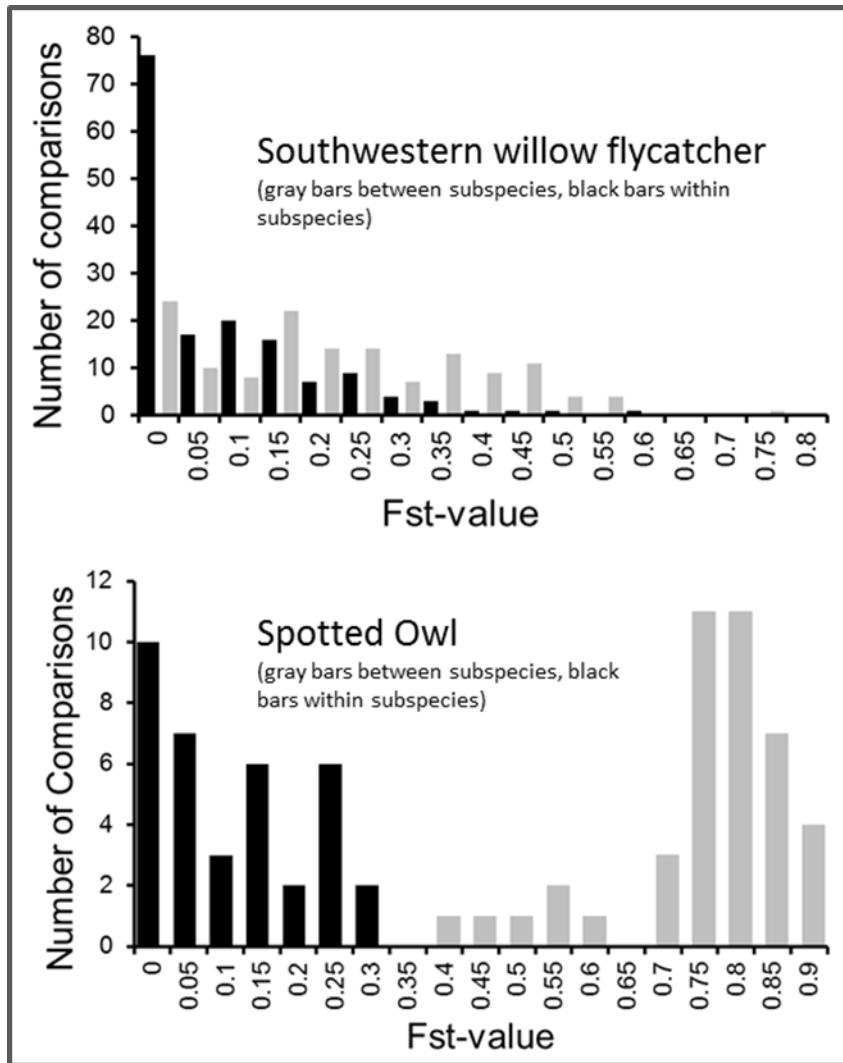 80
70
60
50
40
30
20
10
0
Number of comparisons
Southwestern willow flycatcher
(gray bars between subspecies, black bars within
subspecies)
0 0.05 0.1 0.15 0.2 0.25 0.3 0.35 0.4 0.45 0.5 0.55 0.6 0.65 0.7 0.75 0.8
Fst-value
12
10
8
6
4
2
0
Number of Comparisons
Spotted Owl
(gray bars between subspecies, black
bars within subspecies)
0 0.05 0.1 0.15 0.2 0.25 0.3 0.35 0.4 0.45 0.5 0.55 0.6 0.65 0.7 0.75 0.8 0.85 0.9
Fst-value